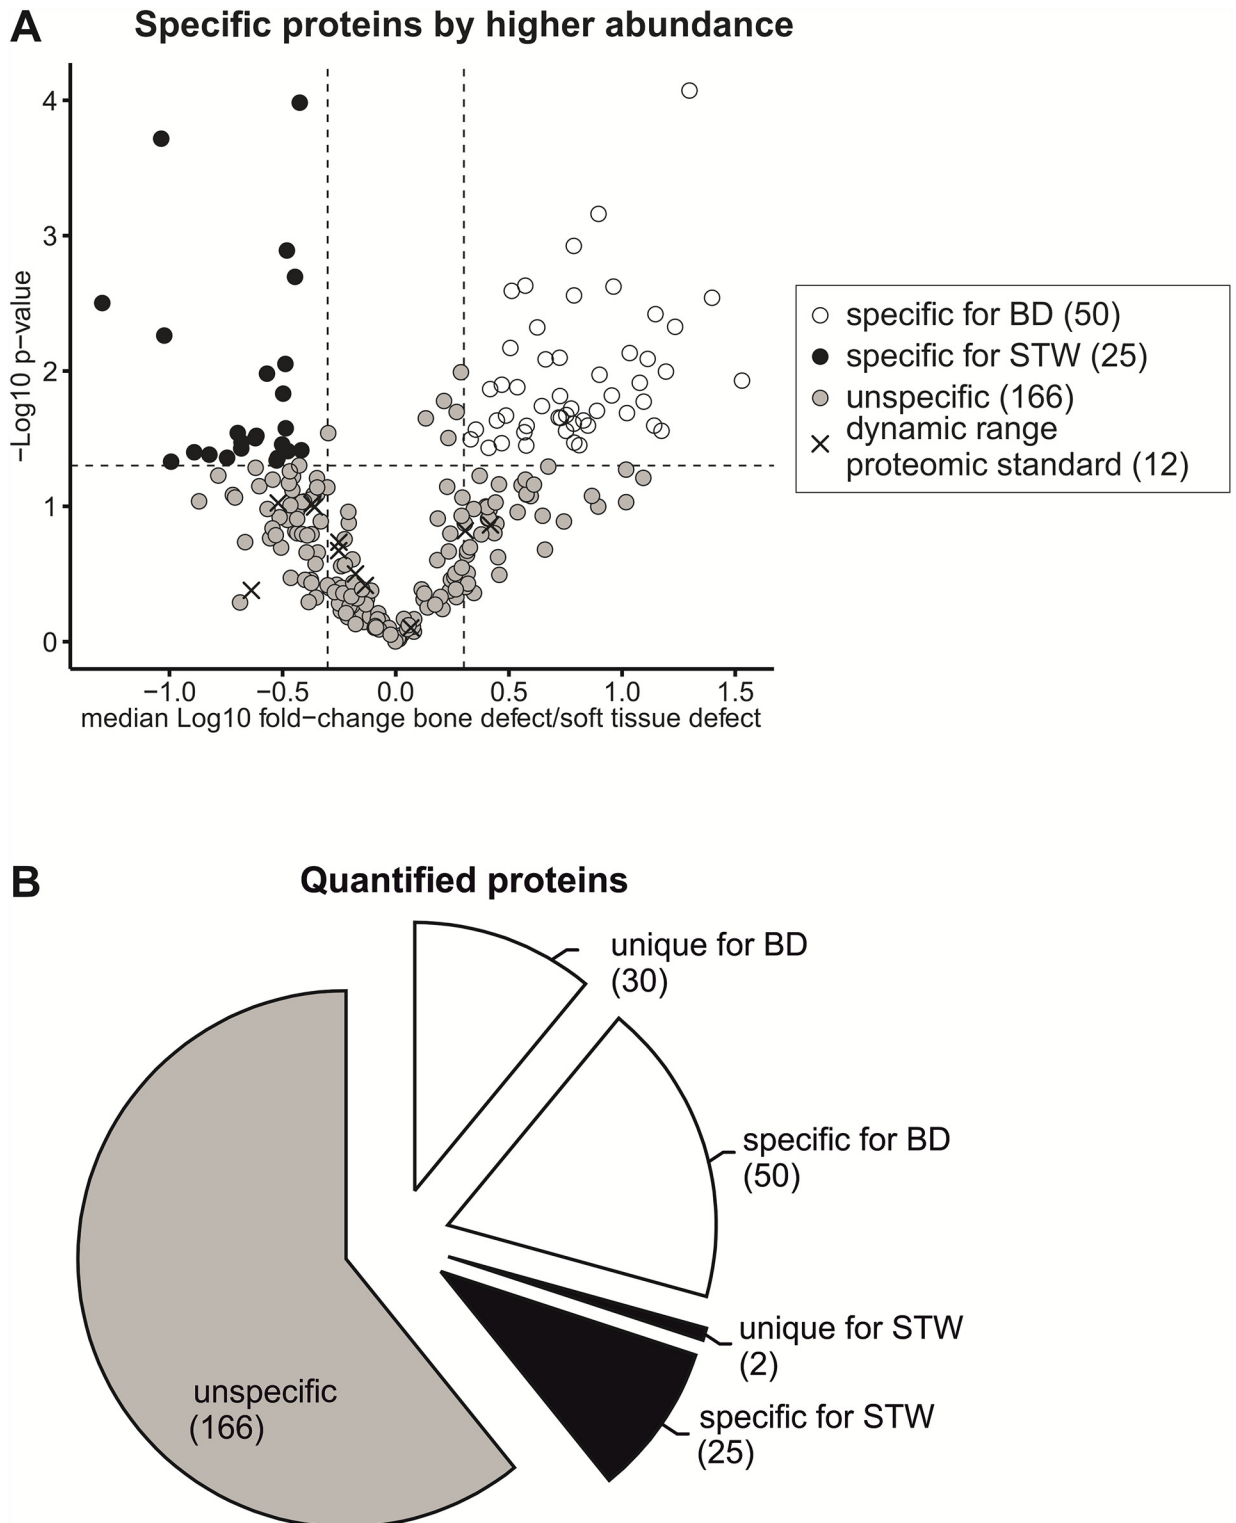 A
Specific proteins by higher abundance
4
3
2
1
0
−Log10 p−value
−1.0 −0.5 0.0 0.5 1.0 1.5
median Log10 fold−change bone defect/soft tissue defect
specific for BD (50)
specific for STW (25)
unspecific (166)
dynamic range
proteomic standard (12)
B
Quantified proteins
unique for BD
(30)
specific for BD
(50)
unique for STW
(2)
specific for STW
(25)
unspecific
(166)